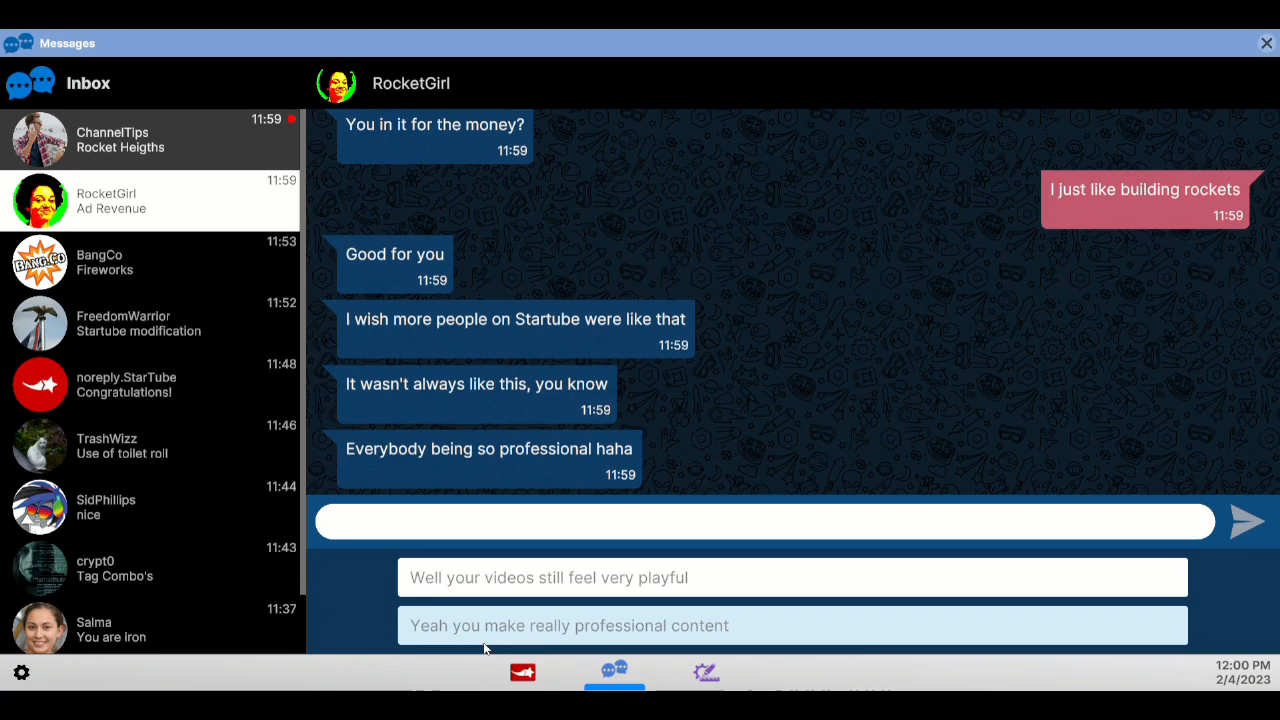 Messages
Inbox
RocketGirl
ChannelTips
Rocket Heigths
11:59
RocketGirl
Ad Revenue
11:59
BangCo
Fireworks
11:53
BANG.CO
FreedomWarrior
Startube modification
11:52
noreply.StarTube
Congratulations!
11:48
TrashWizz
Use of toilet roll
11:46
SidPhillips
nice
11:44
crypt0
Tag Combo's
11:43
Salma
You are iron
11:37
You in it for the money?
11:59
I just like building rockets
11:59
Good for you
11:59
I wish more people on Startube were like that
11:59
It wasn't always like this, you know
11:59
Everybody being so professional haha
11:59
Well your videos still feel very playful
Yeah you make really professional content
12:00 PM
2/4/2023